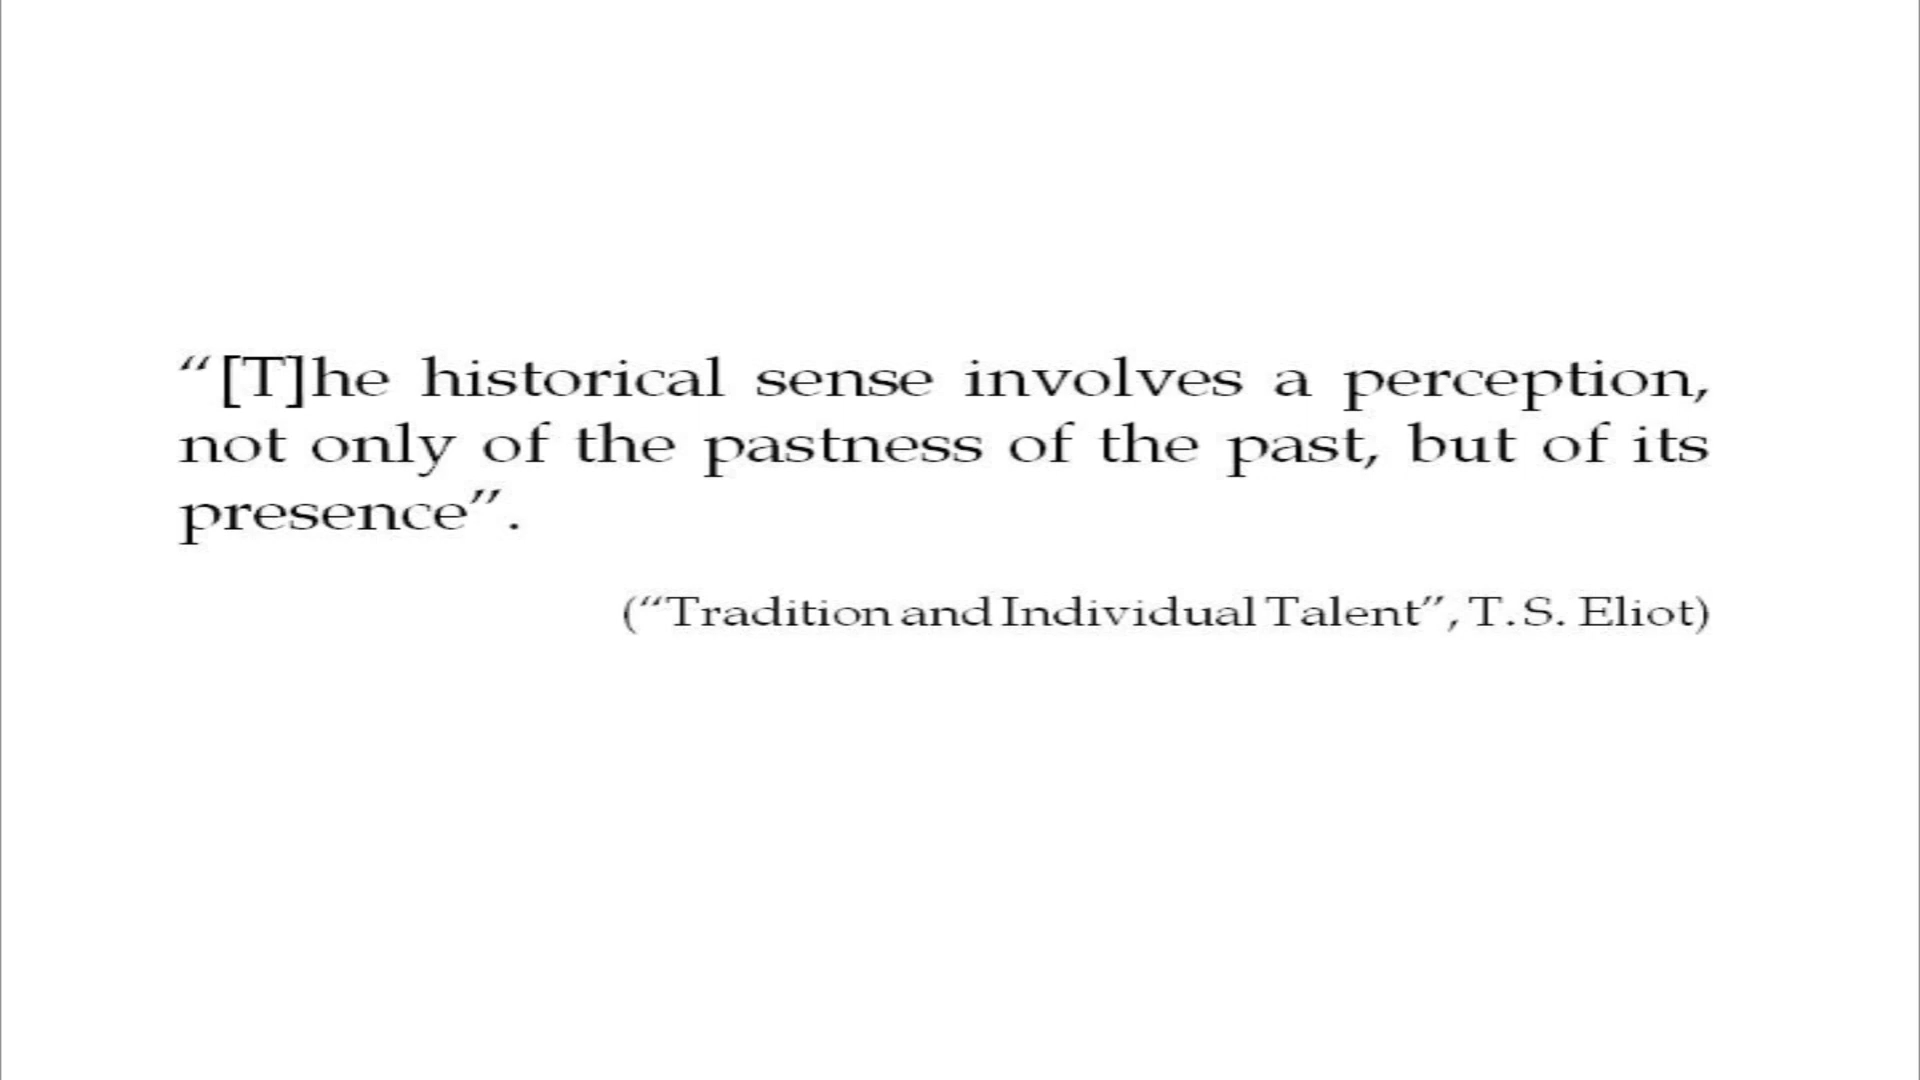 “[T]he historical sense involves a perception,
not only of the pastness of the past, but of its
presence”.
(“Tradition and Individual Talent”, T.S. Eliot)